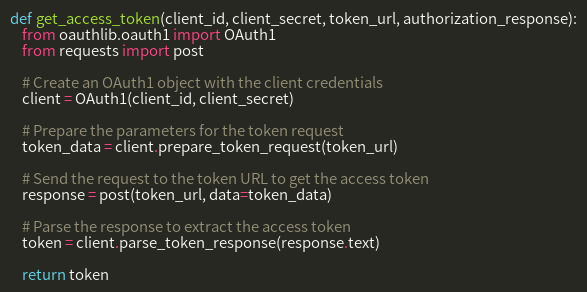 def get_access_token(client_id, client_secret, token_url, authorization_response):
from oauthlib.oauth1 import OAuth1
from requests import post
# Create an OAuth1 object with the client credentials
client = OAuth1(client_id, client_secret)
# Prepare the parameters for the token request
token_data = client.prepare_token_request(token_url)
# Send the request to the token URL to get the access token
response = post(token_url, data=token_data)
# Parse the response to extract the access token
token = client.parse_token_response(response.text)
return token